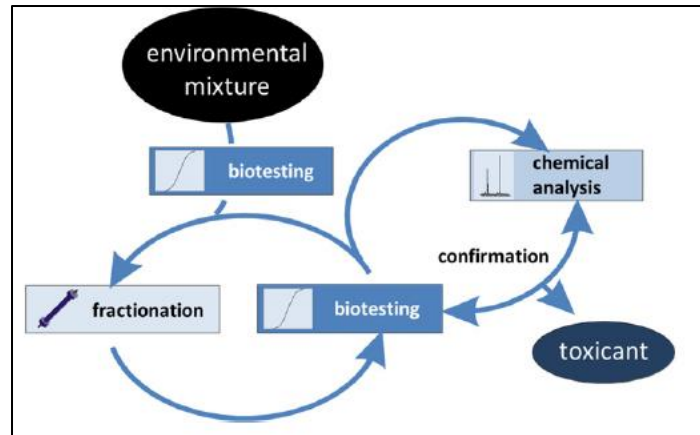 environmental
mixture
biotesting
chemical
analysis
confirmation
fractionation
biotesting
toxicant